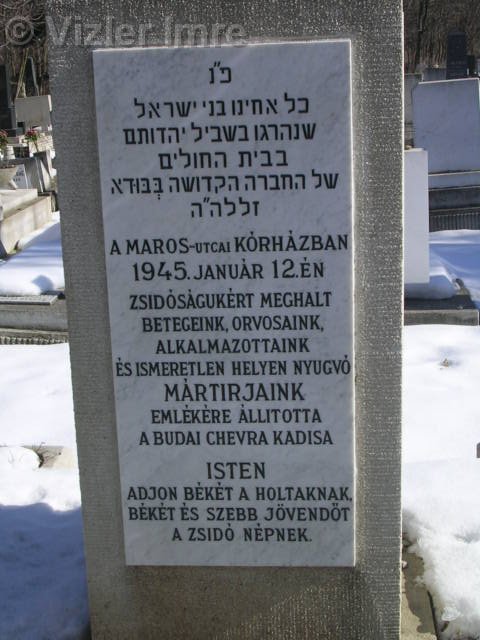 © Vizler Imre
פ״נ
כל אחינו בני ישראל
שנהרגו בשביל יהדותם
בבית החולים
של החברה הקדושה בְּבּוּדא
זללה״ה
A MAROS-UTCAI KÓRHÁZBAN
1945. JANUÁR 12.ÉN
ZSIDÓSÁGUKÉRT MEGHALT
BETEGEINK, ORVOSAINK,
ALKALMAZOTTAINK
ÉS ISMERETLEN HELYEN NYUGVÓ
MÁRTIRJAINK
EMLÉKÉRE ÁLLITOTTA
A BUDAI CHEVRA KADISA
ISTEN
ADJON BÉKÉT A HOLTAKNAK,
BÉKÉT ÉS SZEBB JÖVENDŐT
A ZSIDÓ NÉPNEK.